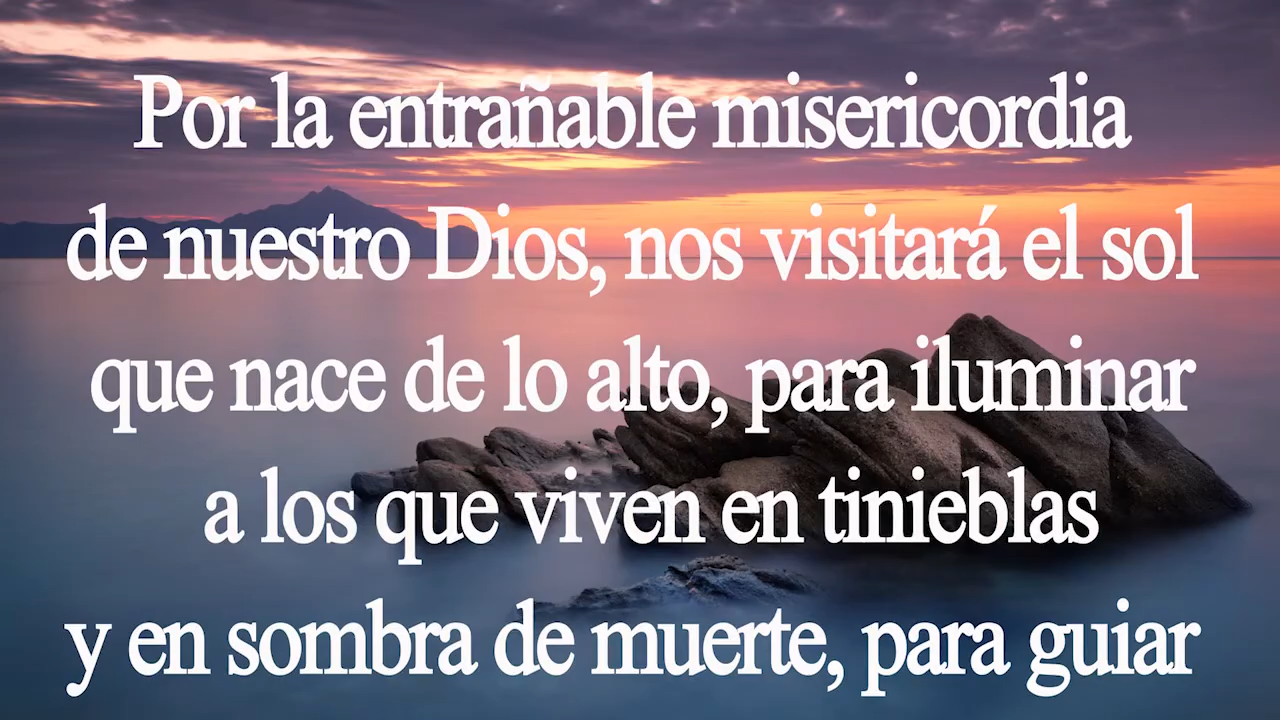 Por la entrañable misericordia
de nuestro Dios, nos visitará el sol
que nace de lo alto, para iluminar
a los que viven en tinieblas
y en sombra de muerte, para guiar